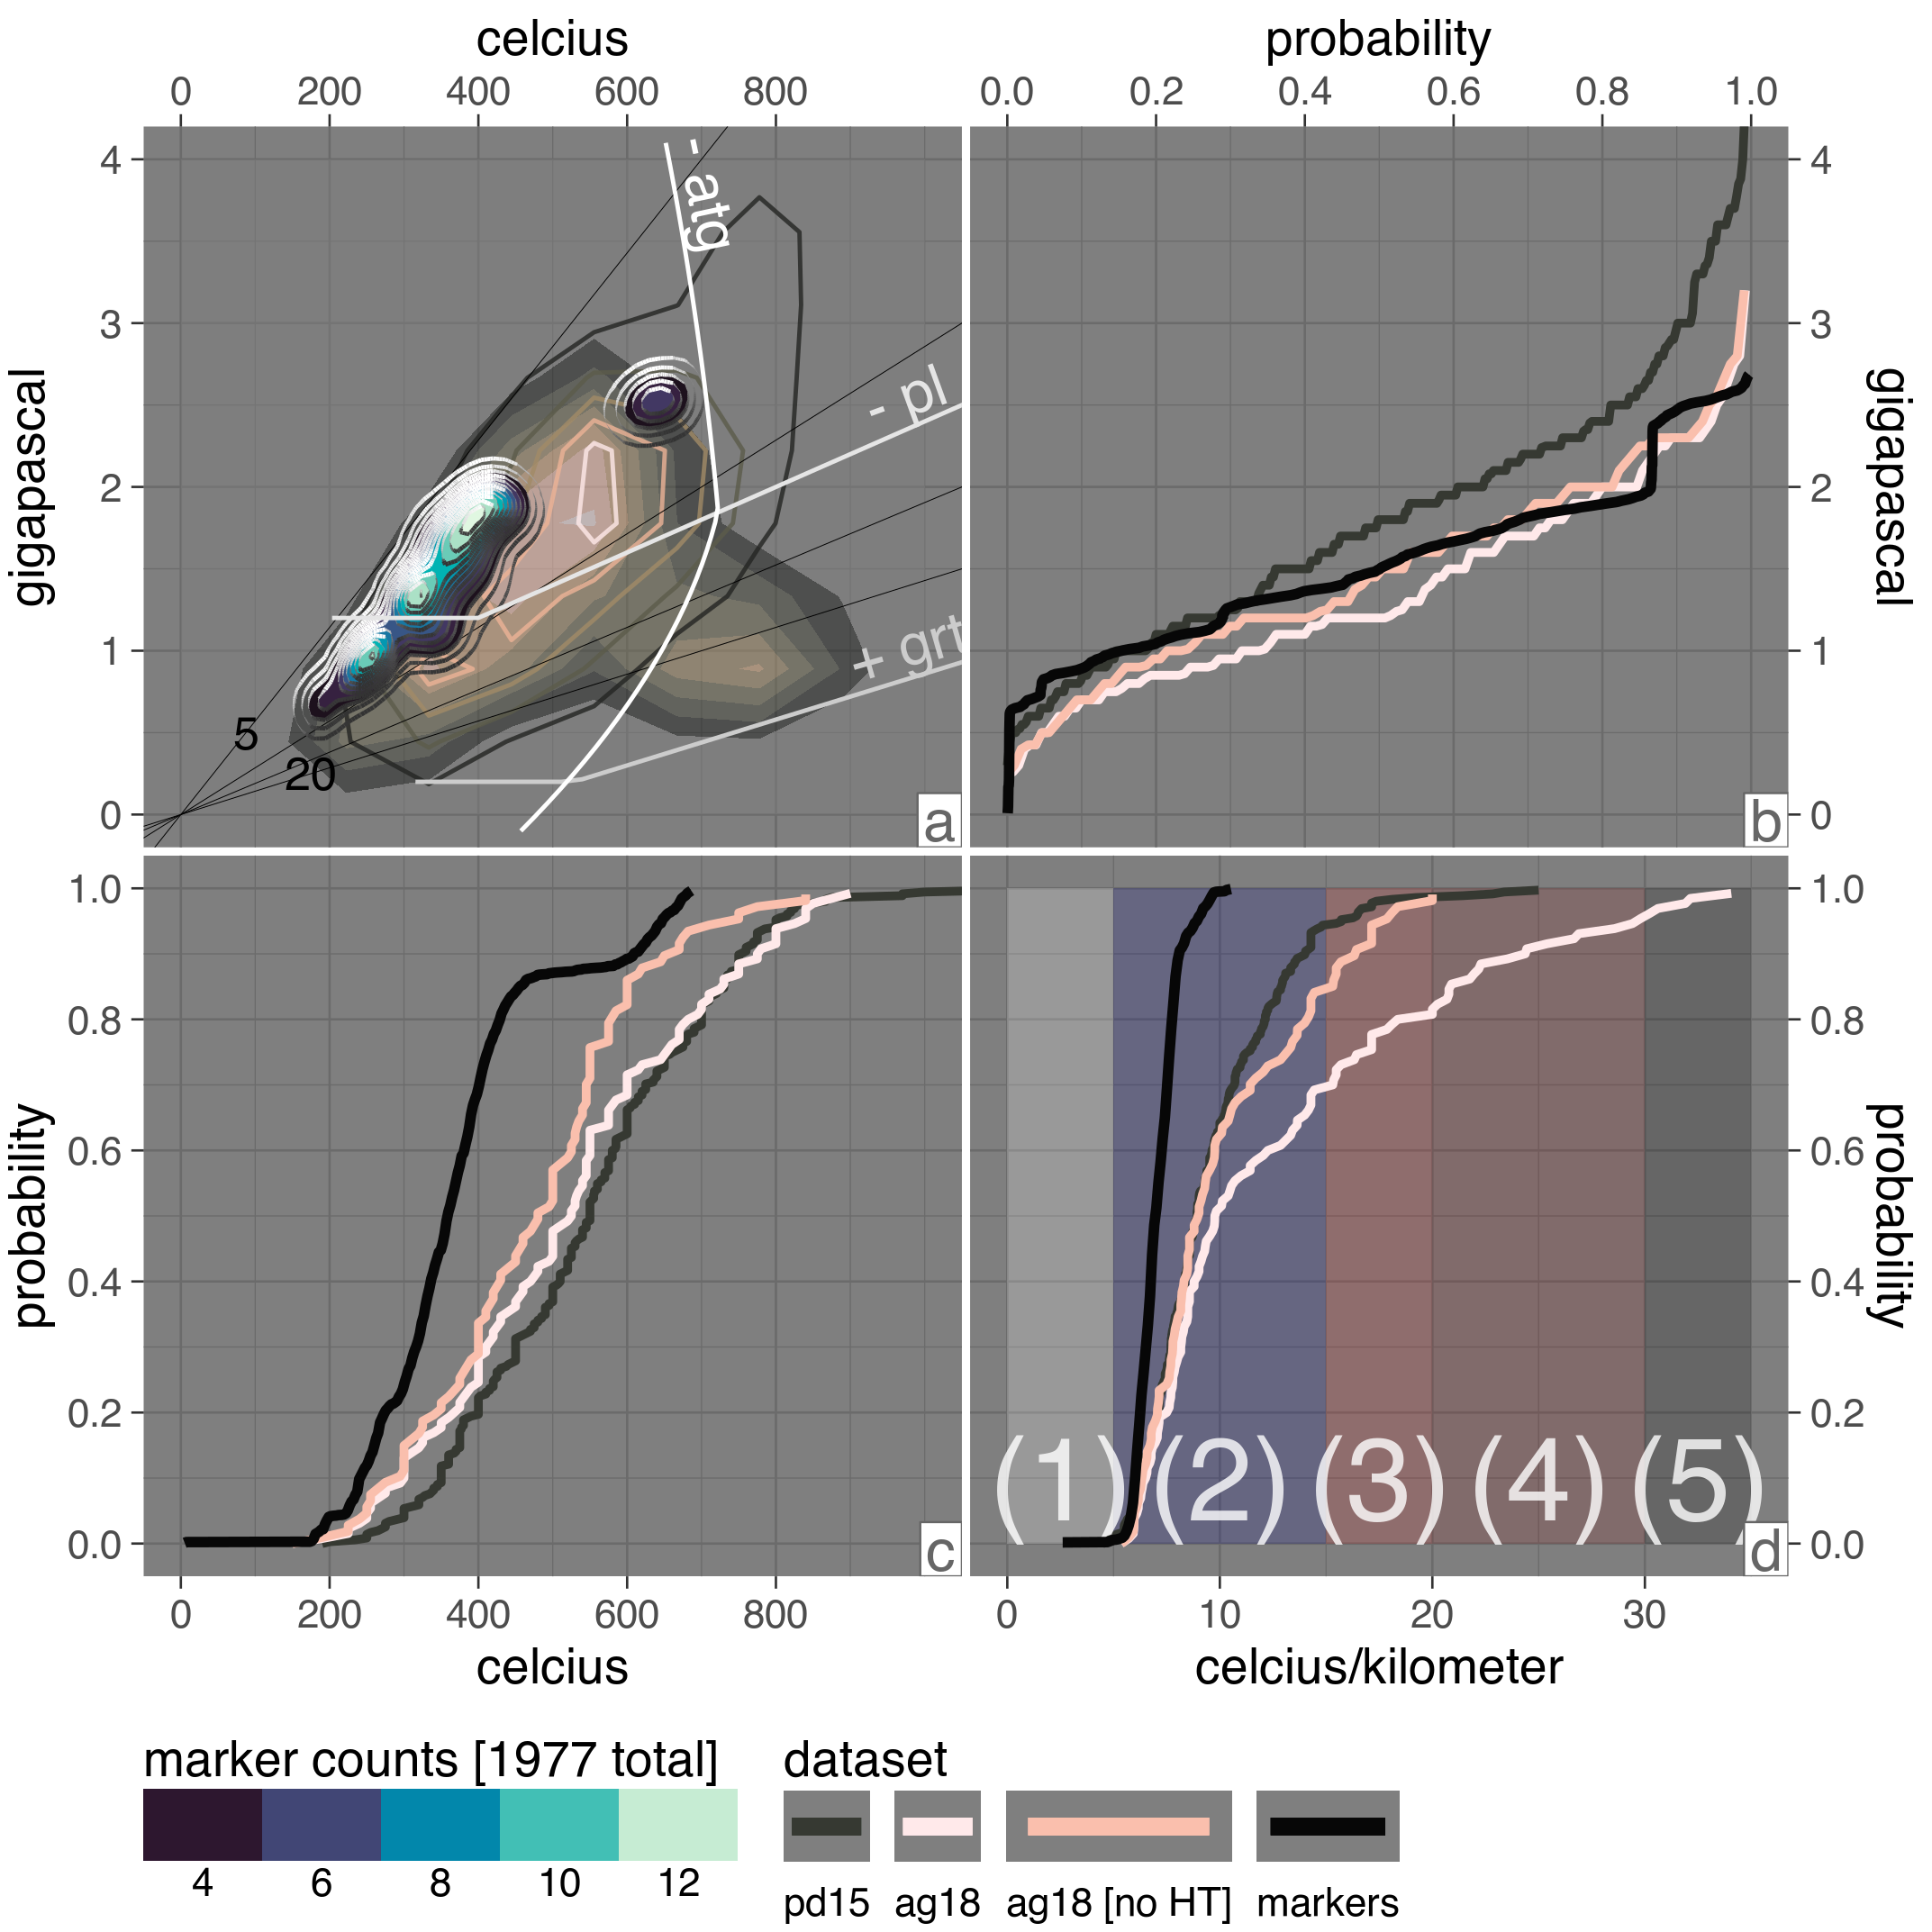 celcius
probability
0 200 400 600 800
0.0 0.2 0.4 0.6 0.8 1.0
gigapascal
4
3
2
1
0
- atg
- pl
+ grt
5
20
a
b
4
3
2
1
0
gigapascal
probability
1.0
0.8
0.6
0.4
0.2
0.0
c
(1) (2) (3) (4) (5)
d
1.0
0.8
0.6
0.4
0.2
0.0
probability
0 200 400 600 800
0 10 20 30
celcius
celcius/kilometer
marker counts [1977 total]
4 6 8 10 12
dataset
pd15 ag18 ag18 [no HT] markers